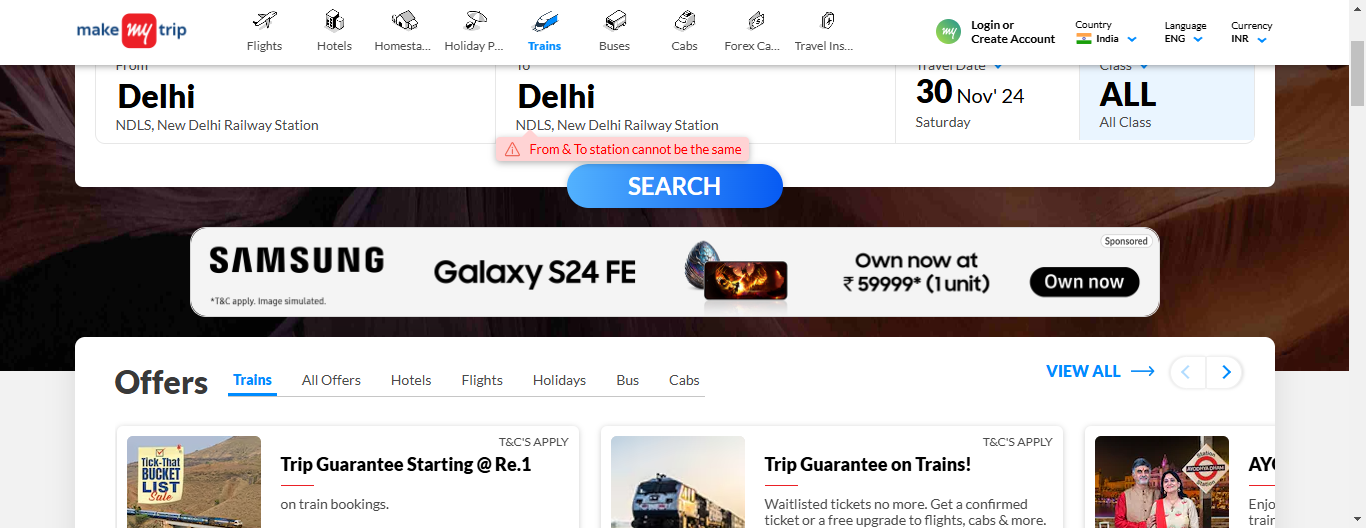 make my trip
Flights
Hotels
Homesta...
Holiday P...
Trains
Buses
Cabs
Forex Ca...
Travel Ins...
my
Login or
Create Account
Country
India
Language
ENG
Currency
INR
From
To
Travel Date
Class
Delhi
NDLS, New Delhi Railway Station
Delhi
NDLS, New Delhi Railway Station
30 Nov' 24
Saturday
ALL
All Class
From & To station cannot be the same
SEARCH
SAMSUNG
*T&C apply. Image simulated.
Galaxy S24 FE
Own now at
₹ 59999* (1 unit)
Sponsored
Own now
Offers
Trains
All Offers
Hotels
Flights
Holidays
Bus
Cabs
VIEW ALL
T&C'S APPLY
TICK-THAT
BUCKET
LIST
Sale
Trip Guarantee Starting @ Re.1
on train bookings.
T&C'S APPLY
Trip Guarantee on Trains!
Waitlisted tickets no more. Get a confirmed
ticket or a free upgrade to flights, cabs & more.
Station
AYODHYA DHAM
Station
AYO
Enjo
train